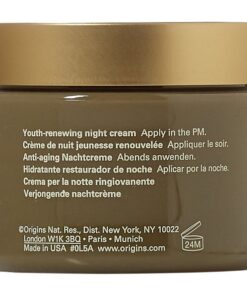 Youth-renewing night cream Apply in the PM.
Crème de nuit jeunesse renouvelée Appliquer le soir.
Anti-aging Nachtcreme Abends anwenden.
Hidratante restaurador de noche Aplicar por la noche.
Crema per la notte ringiovanente
Verjongende nachtcrème
©Origins Nat. Res., Dist. New York, NY 10022
London W1K 3BQ • Paris • Munich
Made in USA #0L5A www.origins.com
24M